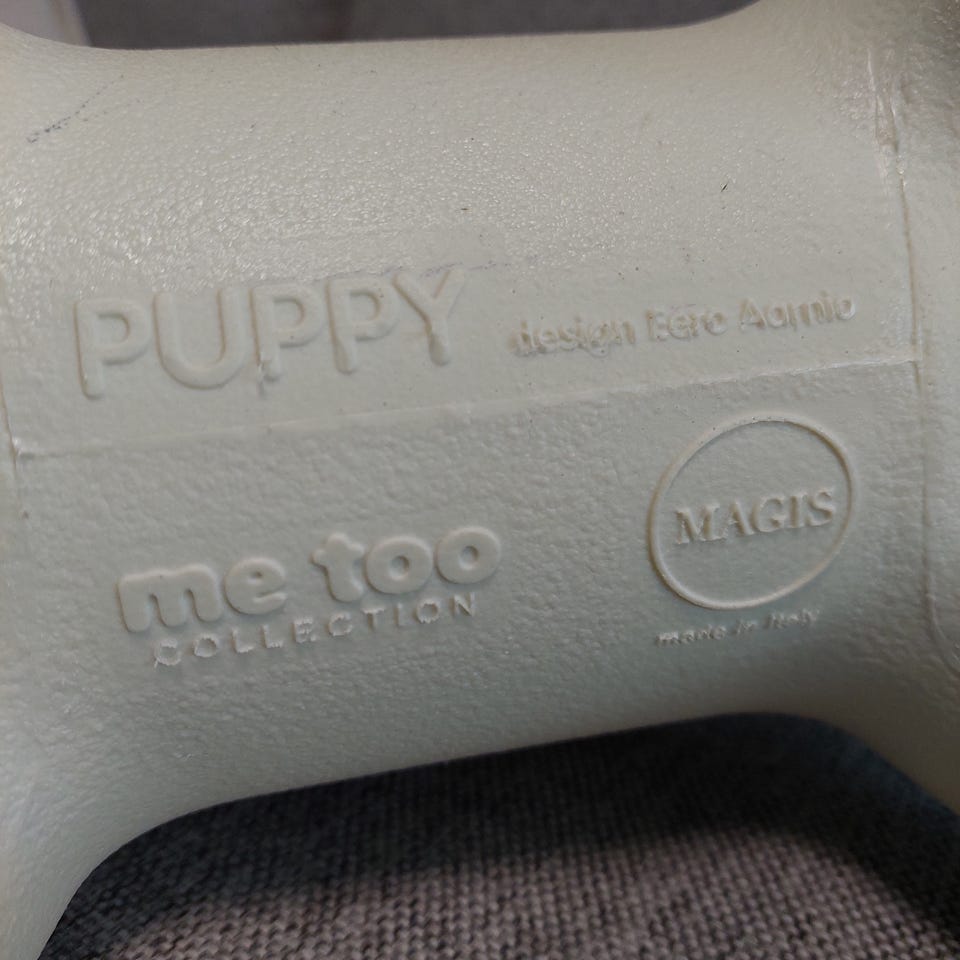 PUPPY design Eero Aarnio
me too
COLLECTION
MAGIS
made in Italy